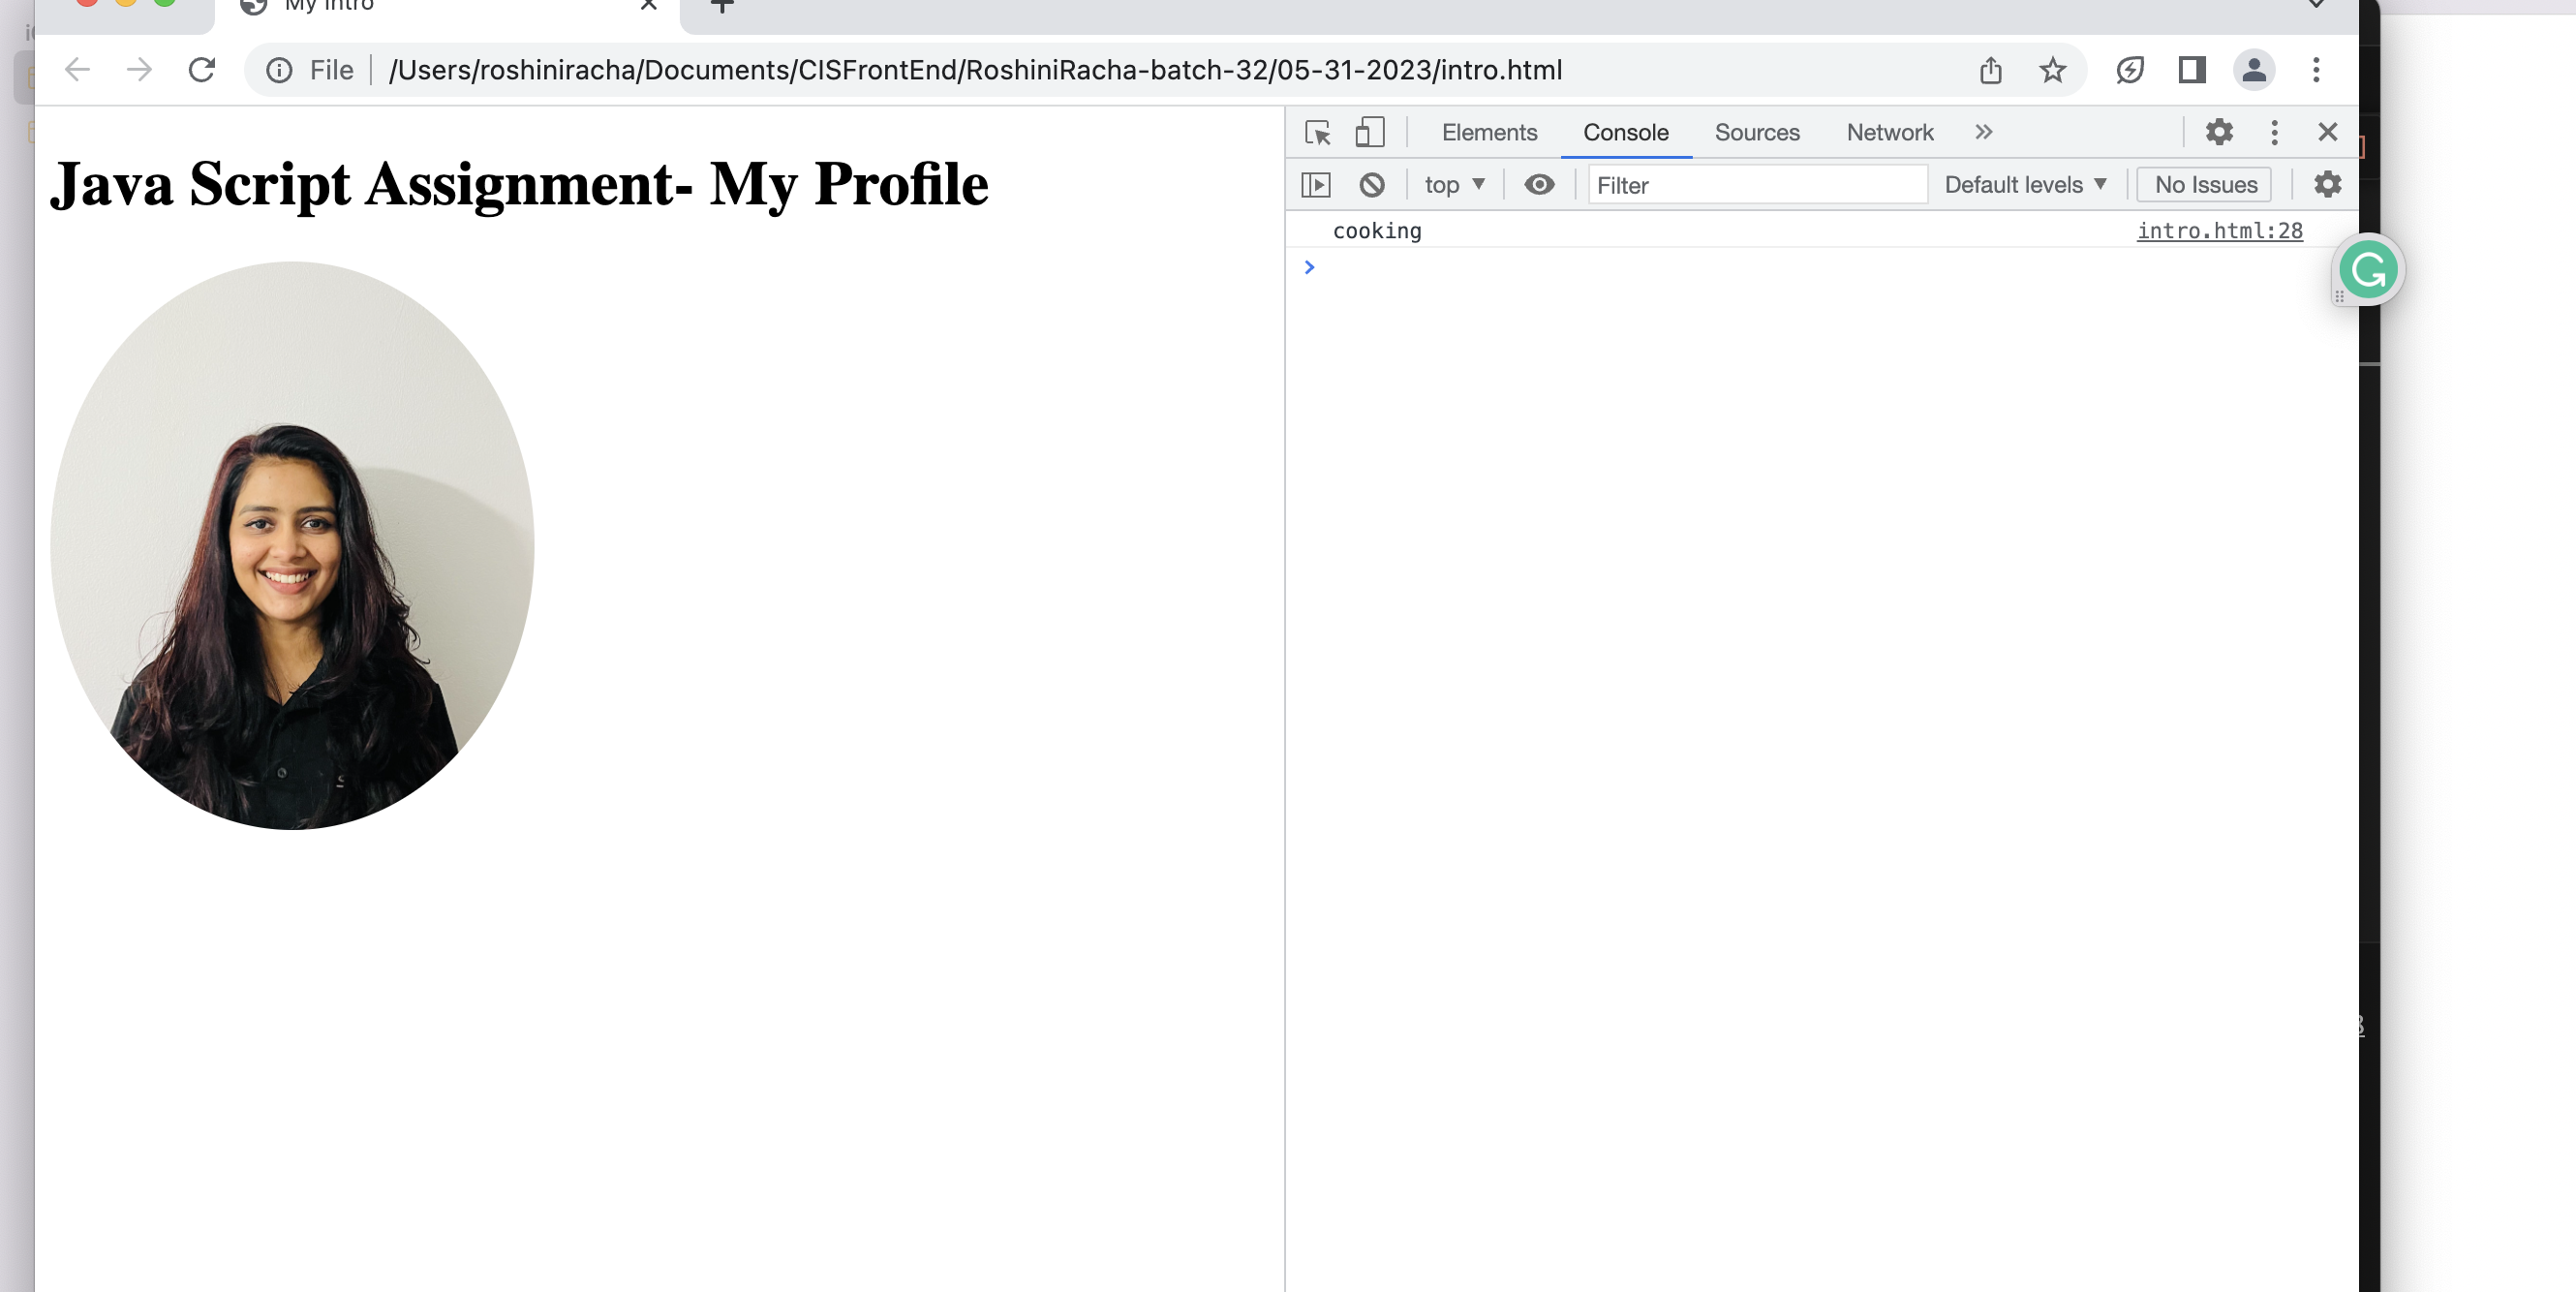 My Intro
File /Users/roshiniracha/Documents/CISFrontEnd/RoshiniRacha-batch-32/05-31-2023/intro.html
Java Script Assignment- My Profile
Elements Console Sources Network
top Filter Default levels No Issues
cooking intro.html:28